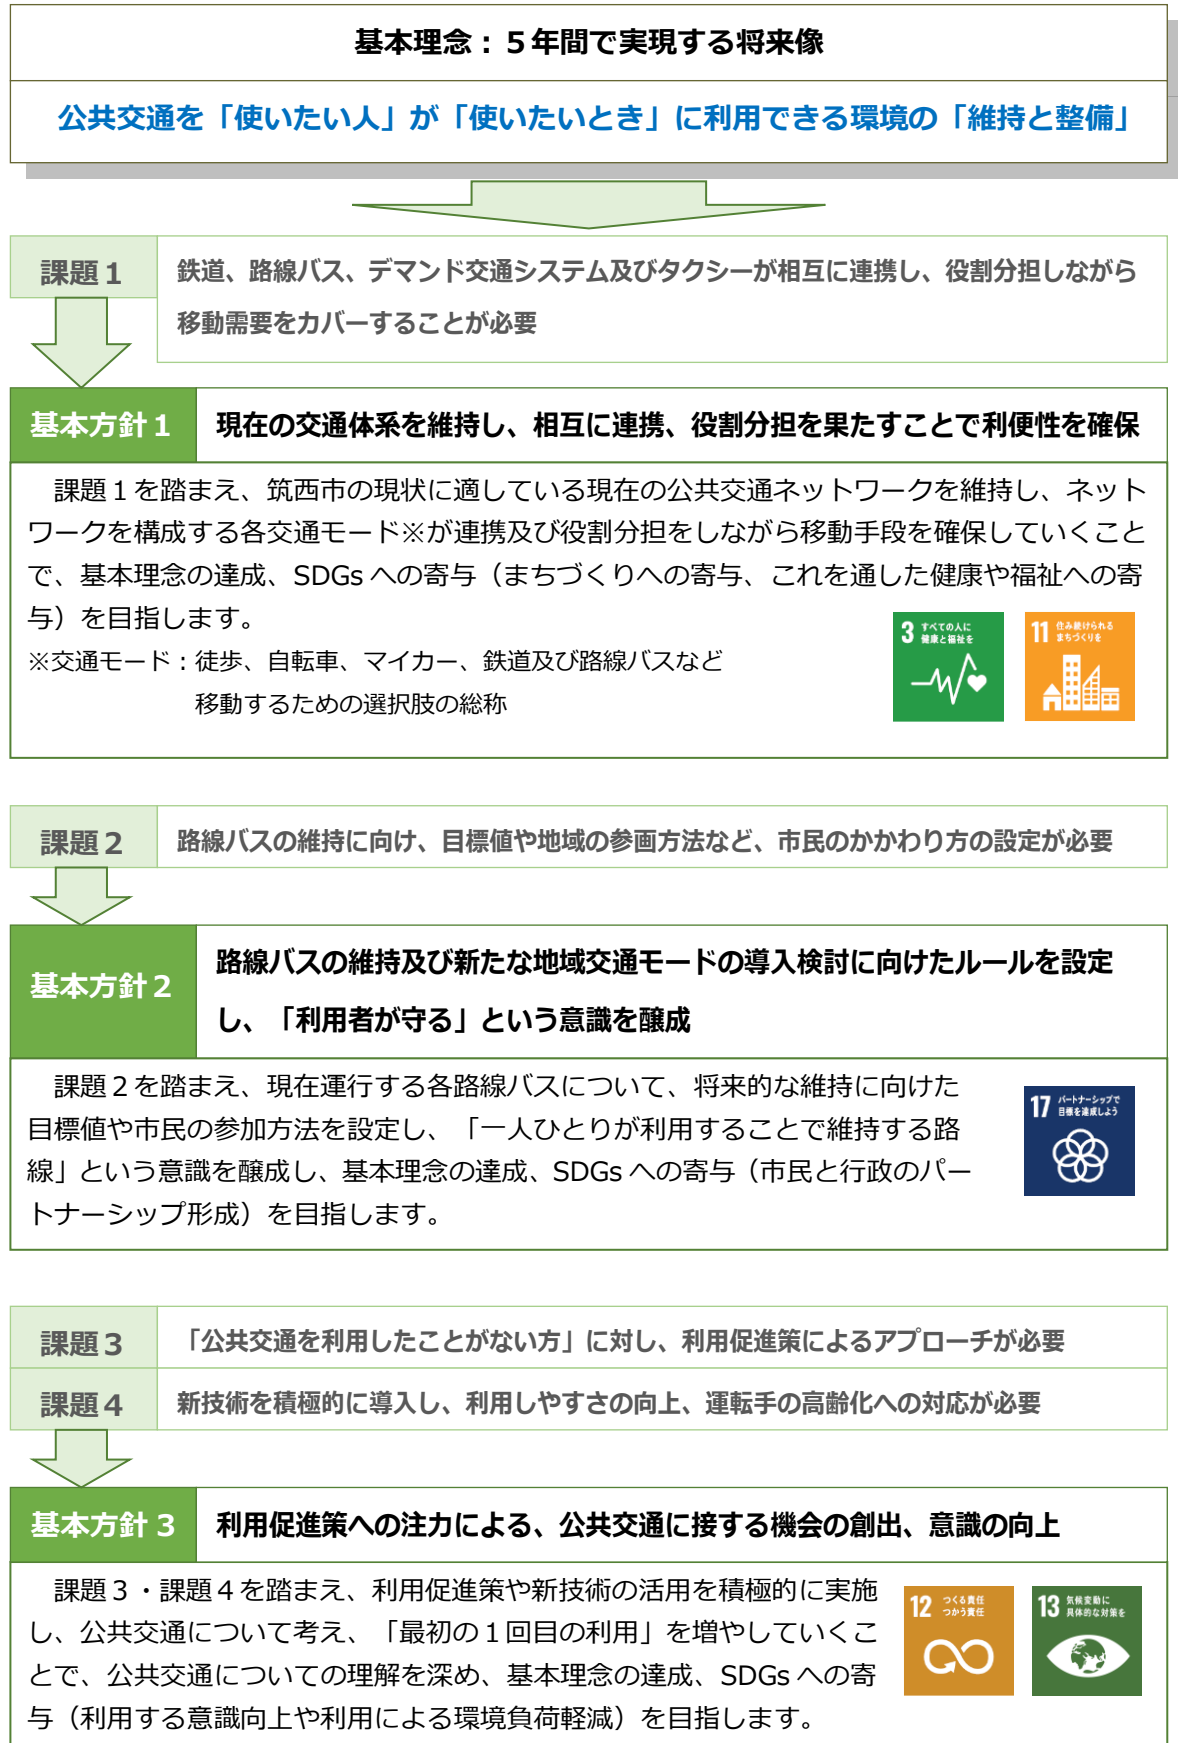 基本理念：５年間で実現する将来像
公共交通を「使いたい人」が「使いたいとき」に利用できる環境の「維持と整備」
課題１
鉄道、路線バス、デマンド交通システム及びタクシーが相互に連携し、役割分担しながら
移動需要をカバーすることが必要
基本方針１
現在の交通体系を維持し、相互に連携、役割分担を果たすことで利便性を確保
課題１を踏まえ、筑西市の現状に適している現在の公共交通ネットワークを維持し、ネット
ワークを構成する各交通モード※が連携及び役割分担をしながら移動手段を確保していくこと
で、基本理念の達成、SDGs への寄与（まちづくりへの寄与、これを通した健康や福祉への寄
与）を目指します。
※交通モード：徒歩、自転車、マイカー、鉄道及び路線バスなど
移動するための選択肢の総称
3 すべての人に
健康と福祉を
11 住み続けられる
まちづくりを
課題２
路線バスの維持に向け、目標値や地域の参画方法など、市民のかかわり方の設定が必要
基本方針２
路線バスの維持及び新たな地域交通モードの導入検討に向けたルールを設定
し、「利用者が守る」という意識を醸成
課題２を踏まえ、現在運行する各路線バスについて、将来的な維持に向けた
目標値や市民の参加方法を設定し、「一人ひとりが利用することで維持する路
線」という意識を醸成し、基本理念の達成、SDGs への寄与（市民と行政のパー
トナーシップ形成）を目指します。
17 パートナーシップで
目標を達成しよう
課題３
「公共交通を利用したことがない方」に対し、利用促進策によるアプローチが必要
課題４
新技術を積極的に導入し、利用しやすさの向上、運転手の高齢化への対応が必要
基本方針３
利用促進策への注力による、公共交通に接する機会の創出、意識の向上
課題３・課題４を踏まえ、利用促進策や新技術の活用を積極的に実施
し、公共交通について考え、「最初の１回目の利用」を増やしていくこ
とで、公共交通についての理解を深め、基本理念の達成、SDGs への寄
与（利用する意識向上や利用による環境負荷軽減）を目指します。
12 つくる責任
つかう責任
13 気候変動に
具体的な対策を